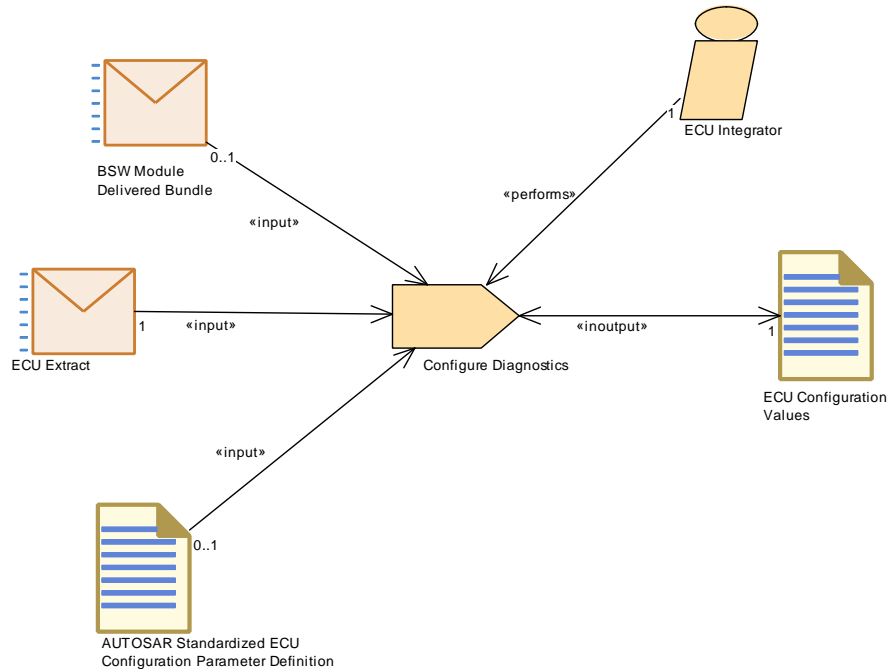 ECU Integrator
1
0..1
BSW Module
Delivered Bundle
«input»
«performs»
ECU Extract
1
«input»
Configure Diagnostics
«inoutput»
1
ECU Configuration
Values
«input»
0..1
AUTOSAR Standardized ECU
Configuration Parameter Definition